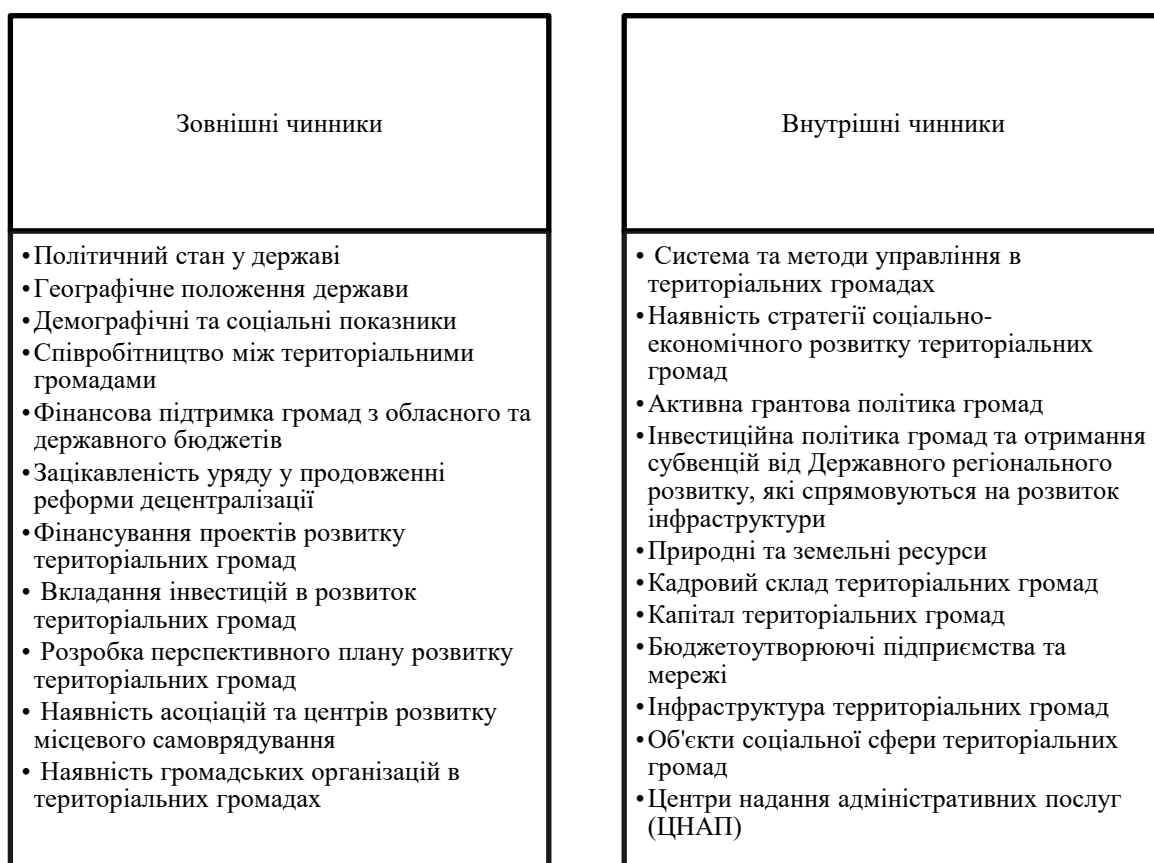 Зовнішні чинники
•Політичний стан у державі
•Географічне положення держави
•Демографічні та соціальні показники
•Співробітництво між територіальними
громадами
•Фінансова підтримка громад з обласного та
державного бюджетів
•Зацікавленість уряду у продовженні
реформи децентралізації
•Фінансування проектів розвитку
територіальних громад
• Вкладання інвестицій в розвиток
територіальних громад
• Розробка перспективного плану розвитку
територіальних громад
• Наявність асоціацій та центрів розвитку
місцевого самоврядування
• Наявність громадських організацій в
територіальних громадах
Внутрішні чинники
• Система та методи управління в
територіальних громадах
•Наявність стратегії соціально-
економічного розвитку територіальних
громад
•Активна грантова політика громад
•Інвестиційна політика громад та отримання
субвенцій від Державного регіонального
розвитку, які спрямовуються на розвиток
інфраструктури
•Природні та земельні ресурси
•Кадровий склад територіальних громад
•Капітал територіальних громад
•Бюджетоутворюючі підприємства та
мережі
•Інфраструктура территоріальних громад
•Об'єкти соціальної сфери територіальних
громад
•Центри надання адміністративних послуг
(ЦНАП)